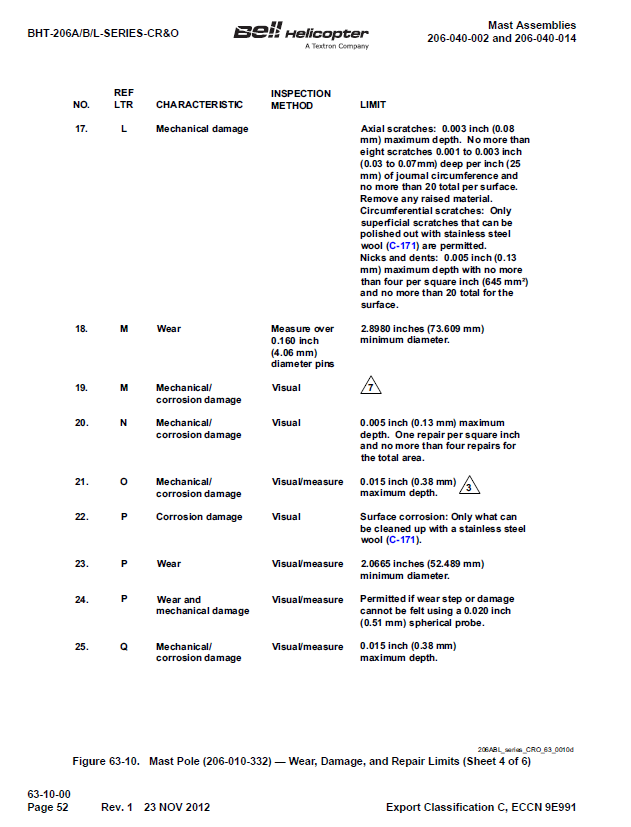 BHT-206A/B/L-SERIES-CR&O
Bell Helicopter
A Textron Company
Mast Assemblies
206-040-002 and 206-040-014
NO.
REF
LTR
CHARACTERISTIC
INSPECTION
METHOD
LIMIT
17. L Mechanical damage Axial scratches: 0.003 inch (0.08
mm) maximum depth. No more than
eight scratches 0.001 to 0.003 inch
(0.03 to 0.07mm) deep per inch (25
mm) of journal circumference and
no more than 20 total per surface.
Remove any raised material.
Circumferential scratches: Only
superficial scratches that can be
polished out with stainless steel
wool (C-171) are permitted.
Nicks and dents: 0.005 inch (0.13
mm) maximum depth with no more
than four per square inch (645 mm²)
and no more than 20 total for the
surface.
18. M Wear Measure over 2.8980 inches (73.609 mm)
0.160 inch minimum diameter.
(4.06 mm)
diameter pins
19. M Mechanical/ Visual 7
corrosion damage
20. N Mechanical/ Visual 0.005 inch (0.13 mm) maximum
corrosion damage depth. One repair per square inch
and no more than four repairs for
the total area.
21. O Mechanical/ Visual/measure 0.015 inch (0.38 mm) 3
corrosion damage maximum depth.
22. P Corrosion damage Visual Surface corrosion: Only what can
be cleaned up with a stainless steel
wool (C-171).
23. P Wear Visual/measure 2.0665 inches (52.489 mm)
minimum diameter.
24. P Wear and Visual/measure Permitted if wear step or damage
mechanical damage cannot be felt using a 0.020 inch
(0.51 mm) spherical probe.
25. Q Mechanical/ Visual/measure 0.015 inch (0.38 mm)
corrosion damage maximum depth.
206ABL_series_CRO_63_0010d
Figure 63-10. Mast Pole (206-010-332) — Wear, Damage, and Repair Limits (Sheet 4 of 6)
63-10-00
Page 52 Rev. 1 23 NOV 2012 Export Classification C, ECCN 9E991